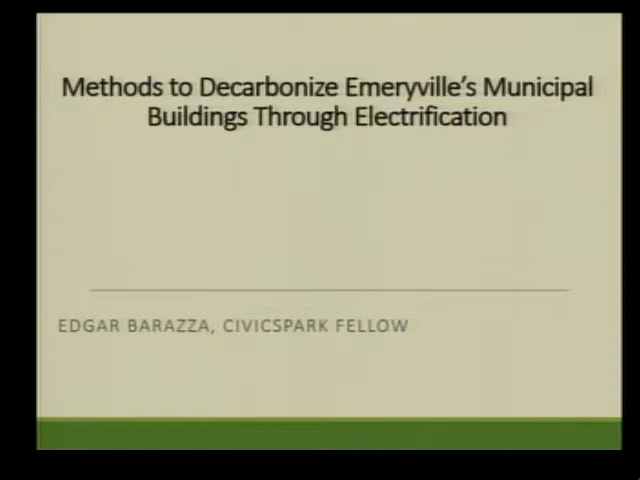 Methods to Decarbonize Emeryville's Municipal
Buildings Through Electrification
EDGAR BARAZZA, CIVICSPARK FELLOW